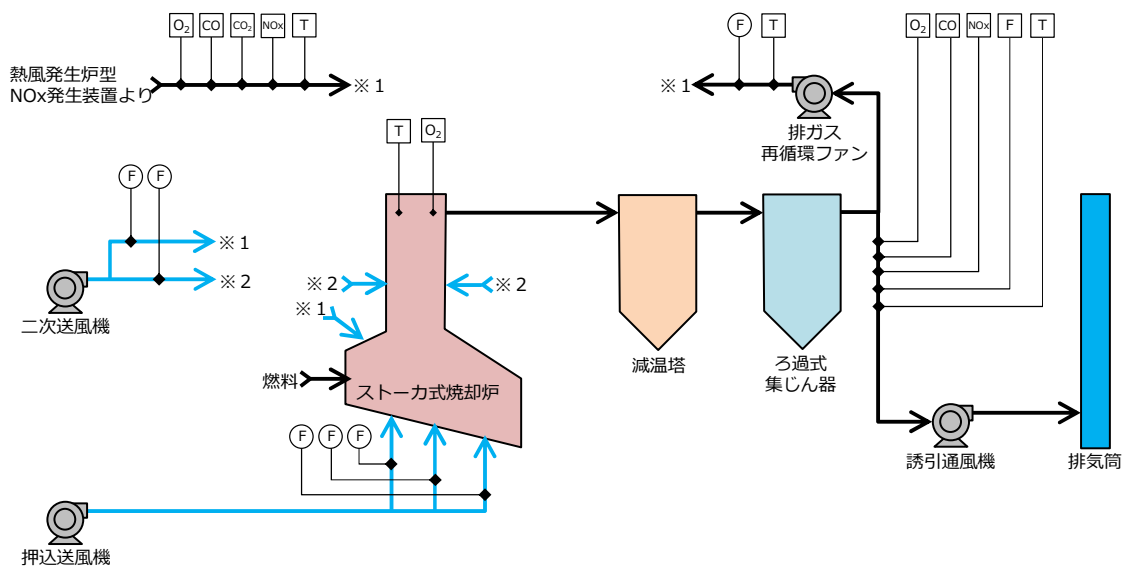 O₂ CO CO₂ NOx T
F T
O₂ CO NOx F T
熱風発生炉型
NOx発生装置より
※1
※1
排ガス
再循環ファン
T O₂
F F
※1
※2
二次送風機
※2
※2
※1
減温塔
ろ過式
集じん器
燃料
ストーカ式焼却炉
F F F
誘引通風機
排気筒
押込送風機